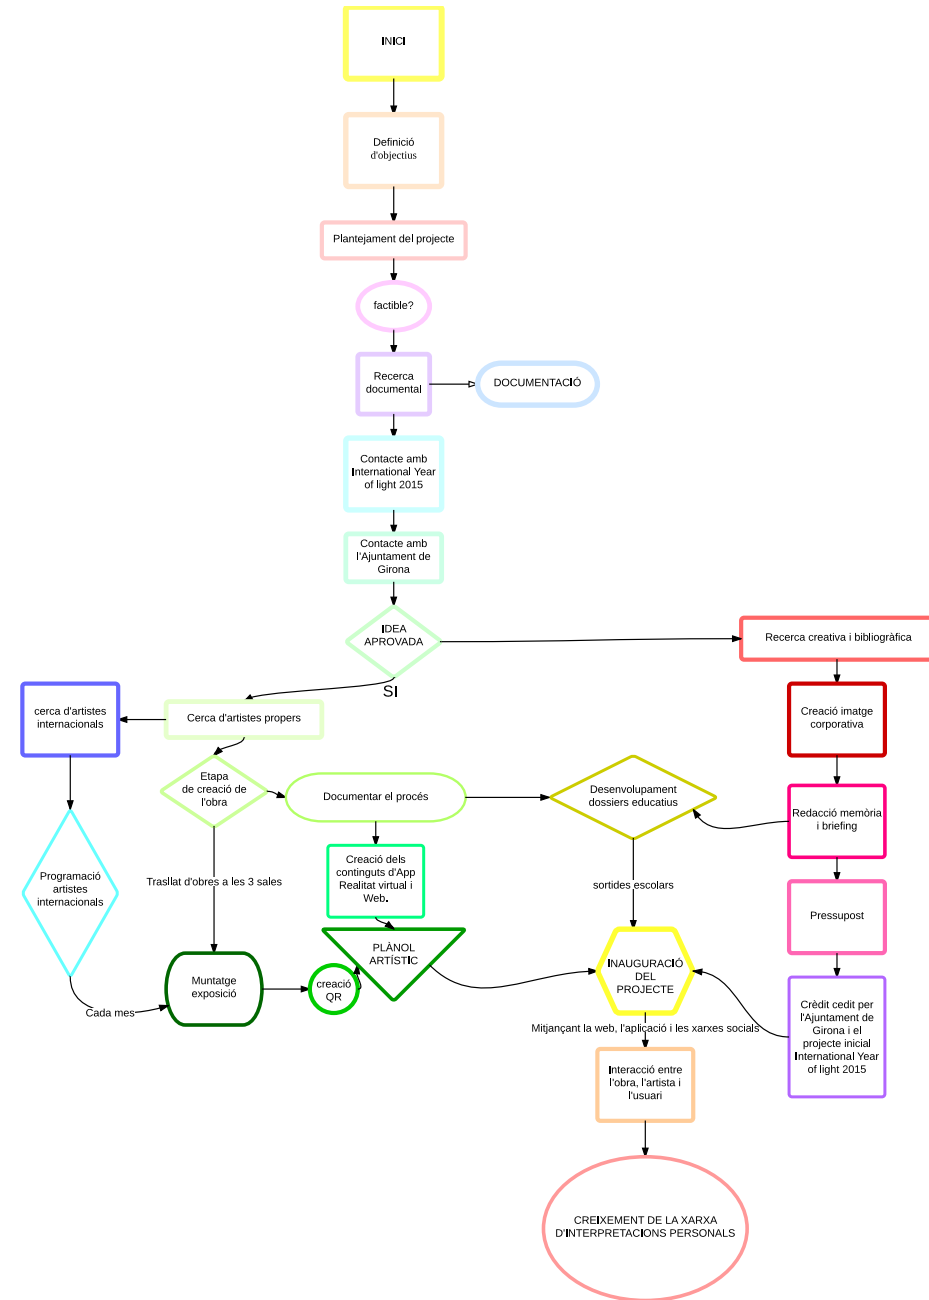 INICI
Definició
d'objectius
Plantejament del projecte
factible?
Recerca
documental
DOCUMENTACIÓ
Contacte amb
International Year
of light 2015
Contacte amb
l'Ajuntament de
Girona
IDEA
APROVADA
SI
Recerca creativa i bibliogràfica
cerca d'artistes
internacionals
Cerca d'artistes propers
Creació imatge
corporativa
Etapa
de creació de
l'obra
Documentar el procés
Desenvolupament
dossiers educatius
Redacció memòria
i briefing
Programació
artistes
internacionals
Trasllat d'obres a les 3 sales
Creació dels
continguts d'App
Realitat virtual i
Web.
sortides escolars
Pressupost
PLÀNOL
ARTÍSTIC
Muntatge
exposició
creació
QR
INAUGURACIÓ
DEL
PROJECTE
Cada mes
Mitjançant la web, l'aplicació i les xarxes socials
Crèdit cedit per
l'Ajuntament de
Girona i el
projecte inicial
International Year
of light 2015
Interacció entre
l'obra, l'artista i
l'usuari
CREIXEMENT DE LA XARXA
D'INTERPRETACIONS PERSONALS